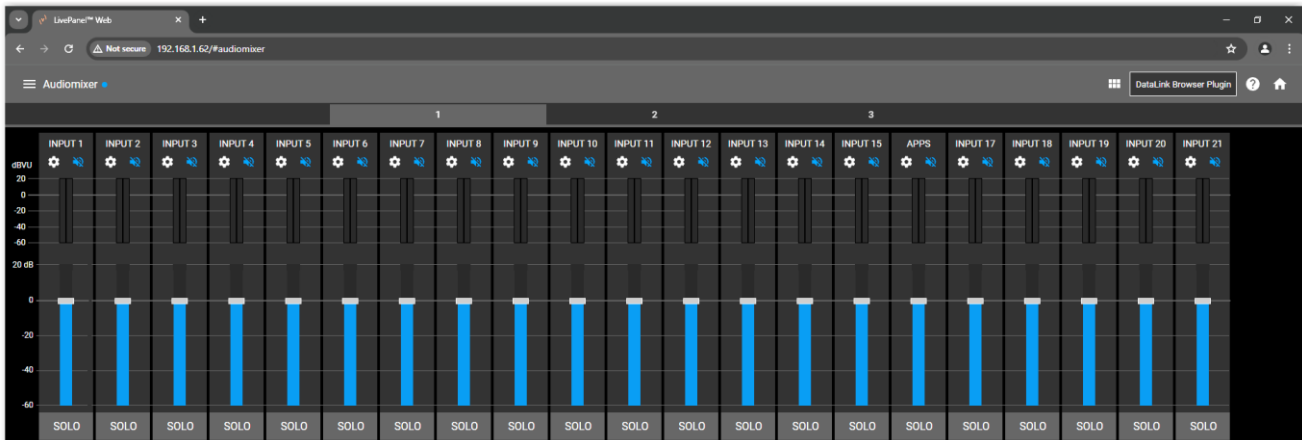 LivePanel™ Web
Not secure 192.168.1.62/#audiomixer
Audiomixer DataLink Browser Plugin
1 2 3
INPUT 1 INPUT 2 INPUT 3 INPUT 4 INPUT 5 INPUT 6 INPUT 7 INPUT 8 INPUT 9 INPUT 10 INPUT 11 INPUT 12 INPUT 13 INPUT 14 INPUT 15 APPS INPUT 17 INPUT 18 INPUT 19 INPUT 20 INPUT 21
dBVU
20
0
-20
-40
-60
20 dB
0
-20
-40
-60
SOLO SOLO SOLO SOLO SOLO SOLO SOLO SOLO SOLO SOLO SOLO SOLO SOLO SOLO SOLO SOLO SOLO SOLO SOLO SOLO SOLO